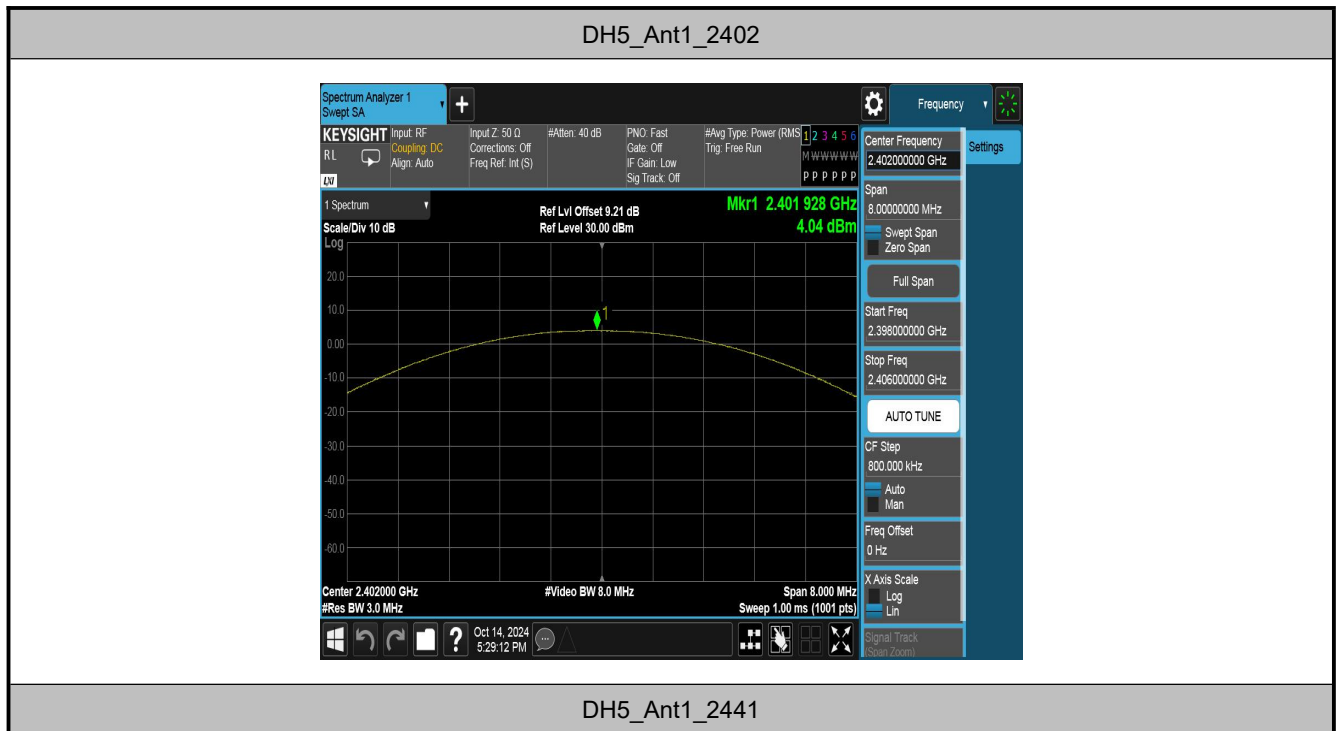 DH5_Ant1_2402
Spectrum Analyzer 1
Swept SA
Frequency
KEYSIGHT
RL
LXI
Input: RF
Coupling: DC
Align: Auto
Input Z: 50 Ω
Corrections: Off
Freq Ref: Int (S)
#Atten: 40 dB
PNO: Fast
Gate: Off
IF Gain: Low
Sig Track: Off
#Avg Type: Power (RMS
Trig: Free Run
1 2 3 4 5 6
M W W W W W
P P P P P P
1 Spectrum
Scale/Div 10 dB
Ref Lvl Offset 9.21 dB
Ref Level 30.00 dBm
Mkr1 2.401 928 GHz
4.04 dBm
Log
20.0
10.0
0.00
-10.0
-20.0
-30.0
-40.0
-50.0
-60.0
1
Center 2.402000 GHz
#Res BW 3.0 MHz
#Video BW 8.0 MHz
Span 8.000 MHz
Sweep 1.00 ms (1001 pts)
Oct 14, 2024
5:29:12 PM
Center Frequency
2.402000000 GHz
Settings
Span
8.00000000 MHz
Swept Span
Zero Span
Full Span
Start Freq
2.398000000 GHz
Stop Freq
2.406000000 GHz
AUTO TUNE
CF Step
800.000 kHz
Auto
Man
Freq Offset
0 Hz
X Axis Scale
Log
Lin
Signal Track
(Span Zoom)
DH5_Ant1_2441